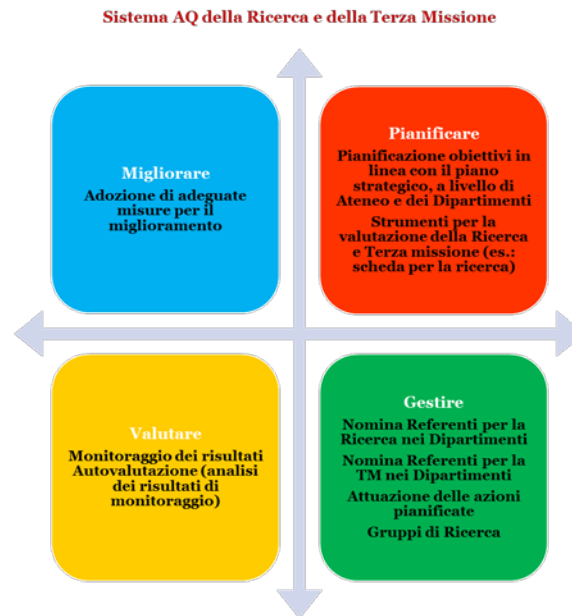 Sistema AQ della Ricerca e della Terza Missione
Migliorare
Adozione di adeguate
misure per il
miglioramento
Pianificare
Pianificazione obiettivi in
linea con il piano
strategico, a livello di
Ateneo e dei Dipartimenti
Strumenti per la
valutazione della Ricerca
e Terza missione (es.:
scheda per la ricerca)
Valutare
Monitoraggio dei risultati
Autovalutazione (analisi
dei risultati di
monitoraggio)
Gestire
Nomina Referenti per la
Ricerca nei Dipartimenti
Nomina Referenti per la
TM nei Dipartimenti
Attuazione delle azioni
pianificate
Gruppi di Ricerca